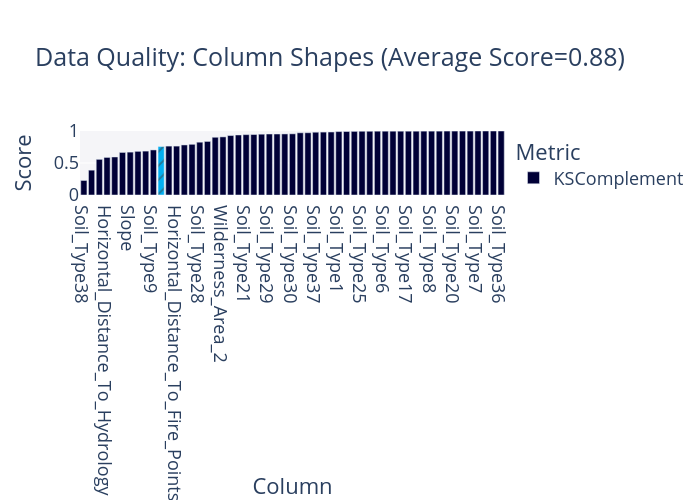 Data Quality: Column Shapes (Average Score=0.88)
Score
1
0.5
0
Metric
KSComplement
Soil_Type38
Horizontal_Distance_To_Hydrology
Slope
Soil_Type9
Horizontal_Distance_To_Fire_Points
Soil_Type28
Wilderness_Area_2
Soil_Type21
Soil_Type29
Soil_Type30
Soil_Type37
Soil_Type1
Soil_Type25
Soil_Type6
Soil_Type17
Soil_Type8
Soil_Type20
Soil_Type7
Soil_Type36
Column